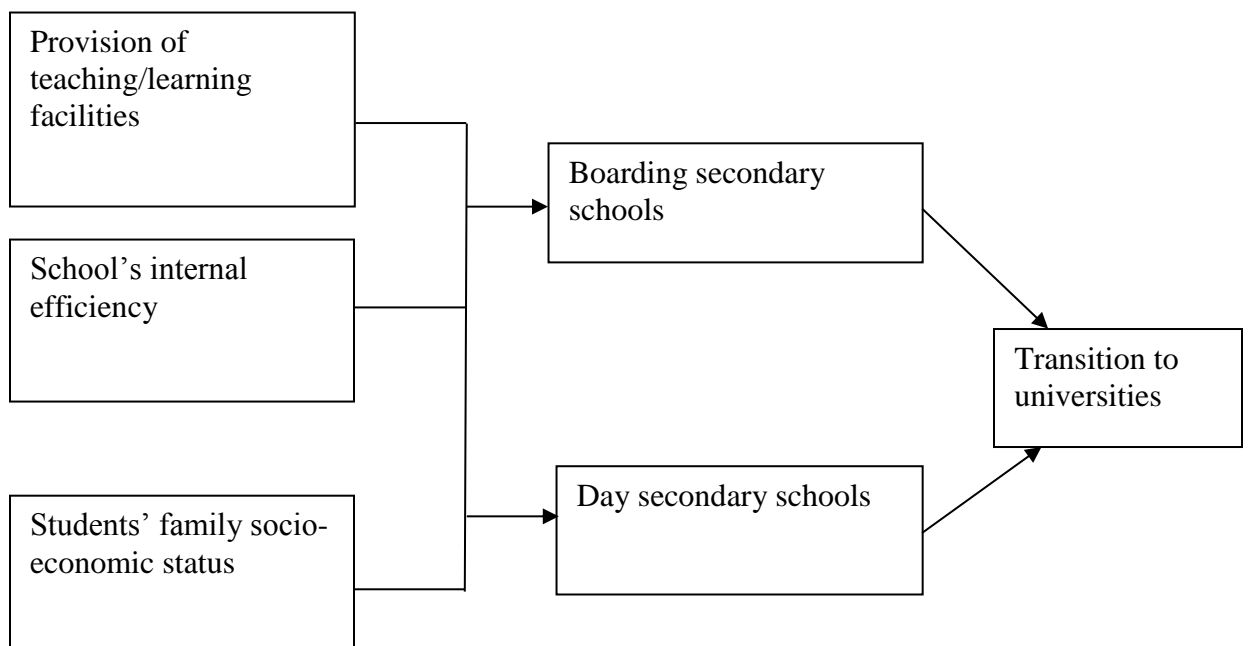 Provision of
teaching/learning
facilities
School’s internal
efficiency
Students’ family socio-
economic status
Boarding secondary
schools
Day secondary schools
Transition to
universities